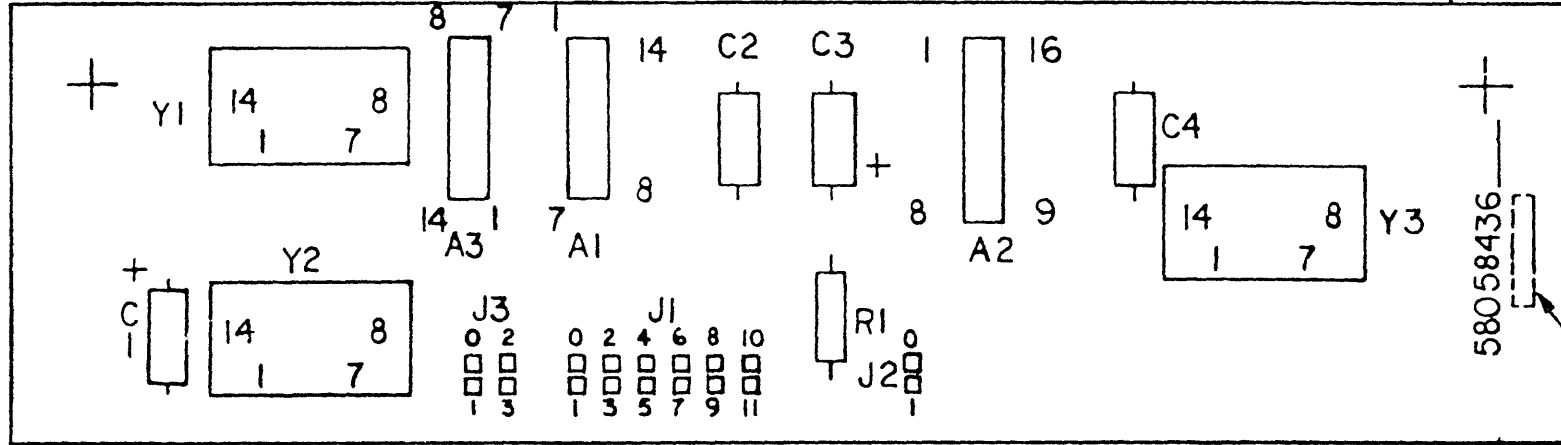 8 7 1
14 C2 C3 1 16
Y1 14 8
1 7
C4
8
14 1 7 8 9
A3 A1 A2
14 8 Y3
1 7
Y2
+
C1
14 8
1 7
J3 J1
0 2 0 2 4 6 8 10
1 3 1 3 5 7 9 11
+
R1
J2 0
1
58058436